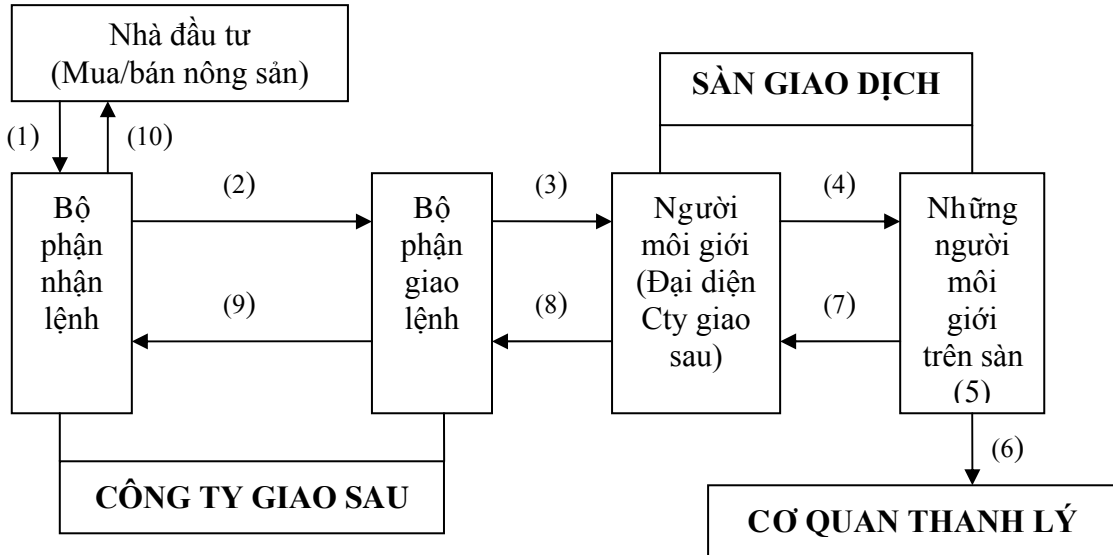 Nhà đầu tư
(Mua/bán nông sản)
SÀN GIAO DỊCH
(1)
(10)
(2)
(3)
(4)
Bộ
phận
nhận
lệnh
Bộ
phận
giao
lệnh
Người
môi giới
(Đại diện
Cty giao
sau)
Những
người
môi
giới
trên sàn
(5)
(9)
(8)
(7)
(6)
CÔNG TY GIAO SAU
CƠ QUAN THANH LÝ